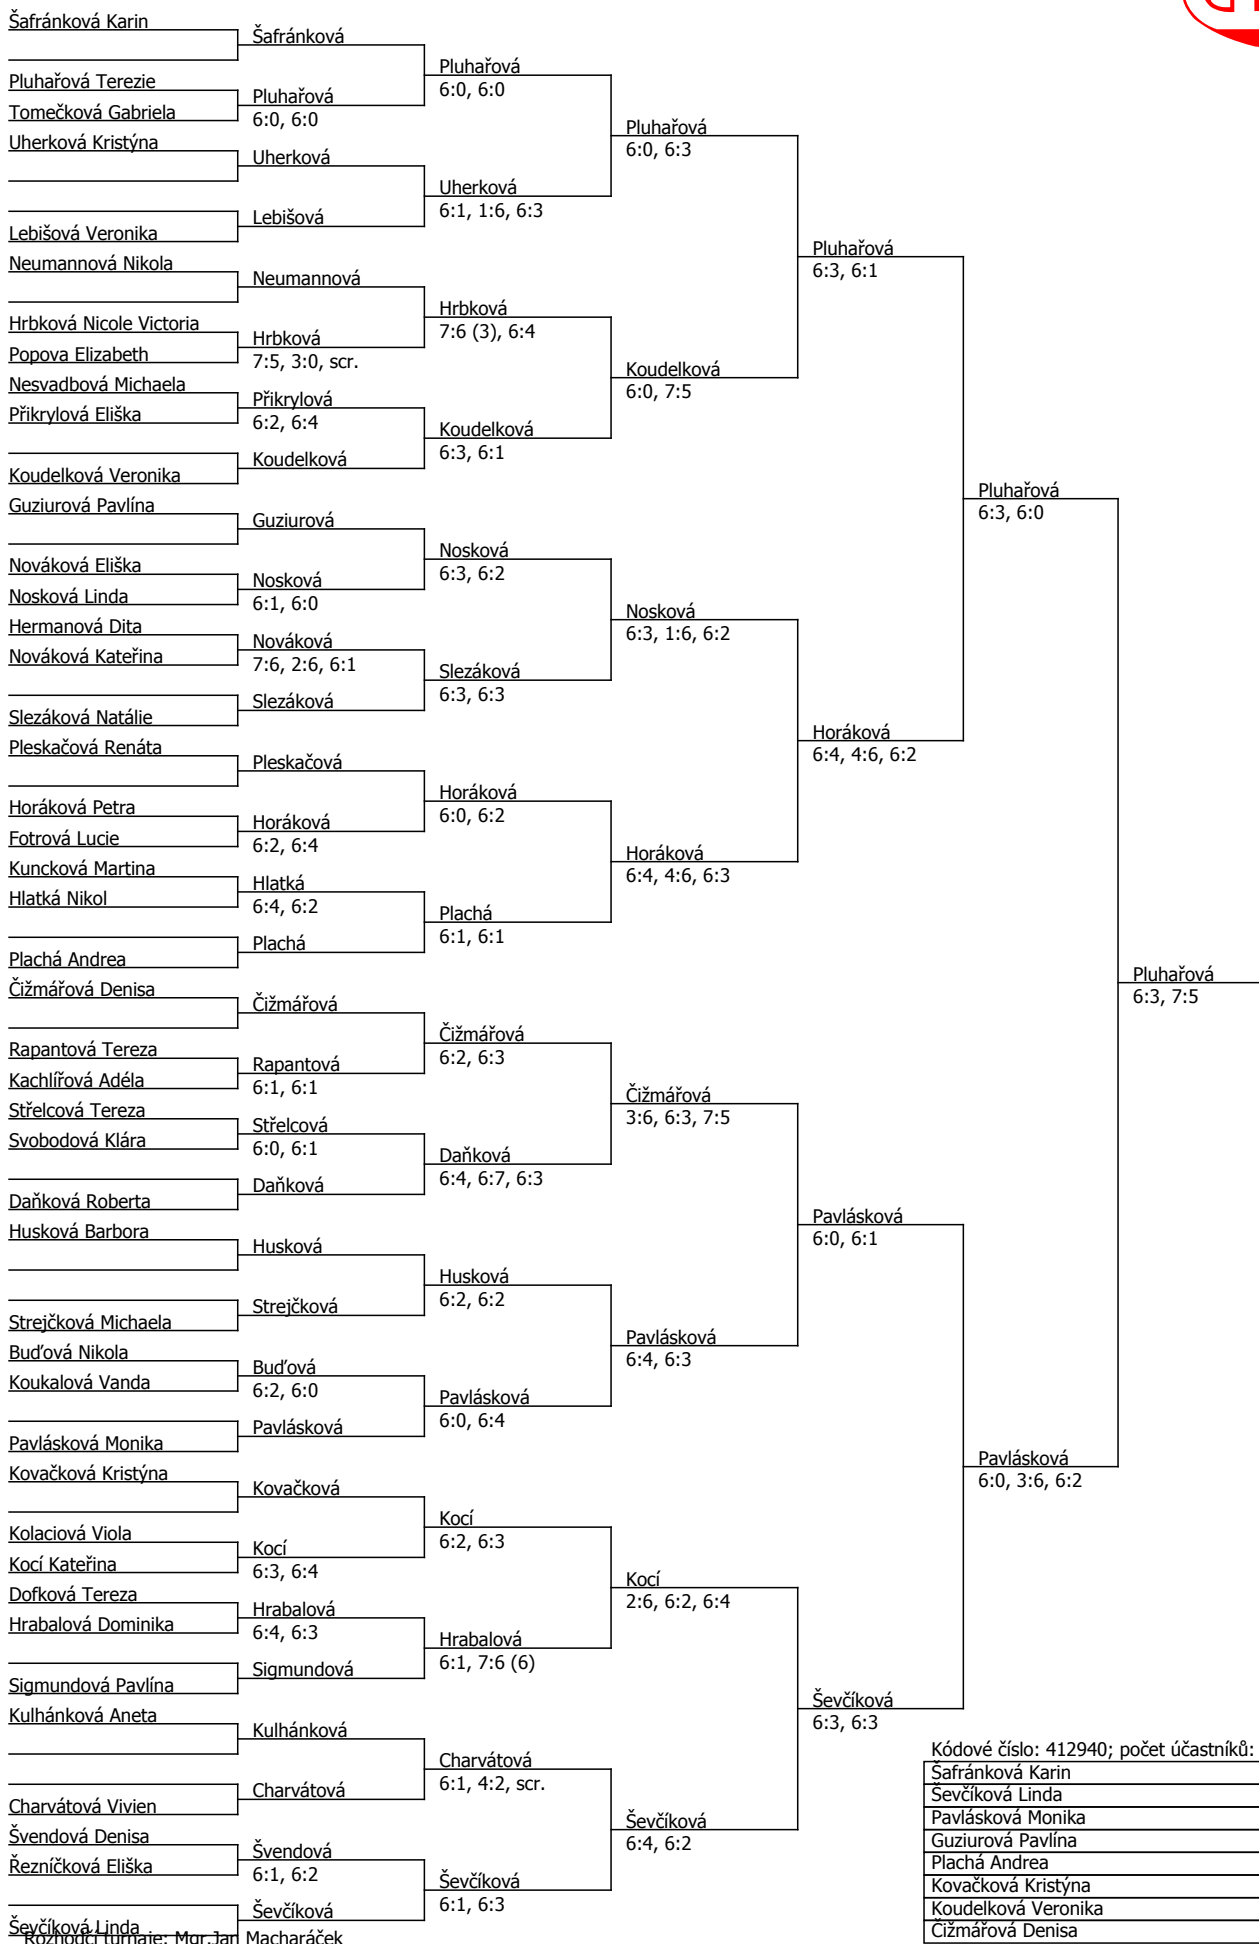 Šafránková Karin
Pluhařová Terezie
Tomečková Gabriela
Uherková Kristýna
Lebišová Veronika
Neumannová Nikola
Hrbková Nicole Victoria
Popova Elizabeth
Nesvadbová Michaela
Přikrylová Eliška
Koudelková Veronika
Guziurová Pavlína
Nováková Eliška
Nosková Linda
Hermanová Dita
Nováková Kateřina
Slezáková Natálie
Pleskačová Renáta
Horáková Petra
Fotrová Lucie
Kuncková Martina
Hlatká Nikol
Plachá Andrea
Čižmářová Denisa
Rapantová Tereza
Kachlířová Adéla
Střelcová Tereza
Svobodová Klára
Daňková Roberta
Husková Barbora
Strejčková Michaela
Buďová Nikola
Koukalová Vanda
Pavlásková Monika
Kovačková Kristýna
Kolaciová Viola
Kocí Kateřina
Dofková Tereza
Hrabalová Dominika
Sigmundová Pavlína
Kulhánková Aneta
Charvátová Vivien
Švendová Denisa
Řezníčková Eliška
Ševčíková Linda
Rozhodčí turnaje: Mgr.Jan Macharáček
Šafránková
Pluhařová
6:0, 6:0
Uherková
Lebišová
Neumannová
Hrbková
7:5, 3:0, scr.
Přikrylová
6:2, 6:4
Koudelková
Guziurová
Nosková
6:1, 6:0
Nováková
7:6, 2:6, 6:1
Slezáková
Pleskačová
Horáková
6:2, 6:4
Hlatká
6:4, 6:2
Plachá
Čižmářová
Rapantová
6:1, 6:1
Střelcová
6:0, 6:1
Daňková
Husková
Strejčková
Buďová
6:2, 6:0
Pavlásková
Kovačková
Kocí
6:3, 6:4
Hrabalová
6:4, 6:3
Sigmundová
Kulhánková
Charvátová
Švendová
6:1, 6:2
Ševčíková
Pluhařová
6:0, 6:0
Uherková
6:1, 1:6, 6:3
Hrbková
7:6 (3), 6:4
Koudelková
6:3, 6:1
Nosková
6:3, 6:2
Slezáková
6:3, 6:3
Horáková
6:0, 6:2
Plachá
6:1, 6:1
Čižmářová
6:2, 6:3
Daňková
6:4, 6:7, 6:3
Husková
6:2, 6:2
Pavlásková
6:0, 6:4
Kocí
6:2, 6:3
Hrabalová
6:1, 7:6 (6)
Charvátová
6:1, 4:2, scr.
Ševčíková
6:1, 6:3
Pluhařová
6:0, 6:3
Koudelková
6:0, 7:5
Nosková
6:3, 1:6, 6:2
Horáková
6:4, 4:6, 6:3
Čižmářová
3:6, 6:3, 7:5
Pavlásková
6:4, 6:3
Kocí
2:6, 6:2, 6:4
Ševčíková
6:4, 6:2
Pluhařová
6:3, 6:1
Horáková
6:4, 4:6, 6:2
Pavlásková
6:0, 6:1
Ševčíková
6:3, 6:3
Pluhařová
6:3, 6:0
Pavlásková
6:0, 3:6, 6:2
Pluhařová
6:3, 7:5
Kódové číslo: 412940; počet účastníků:
Šafránková Karin
Ševčíková Linda
Pavlásková Monika
Guziurová Pavlína
Plachá Andrea
Kovačková Kristýna
Koudelková Veronika
Čižmářová Denisa